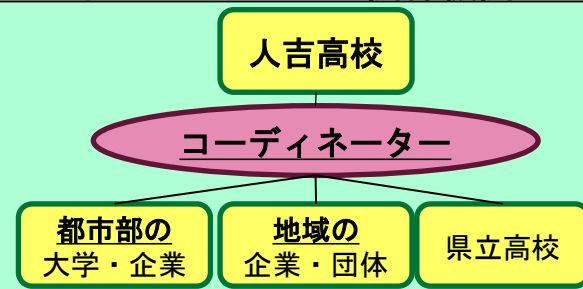 人吉高校
コーディネーター
都市部の
大学・企業
地域の
企業・団体
県立高校